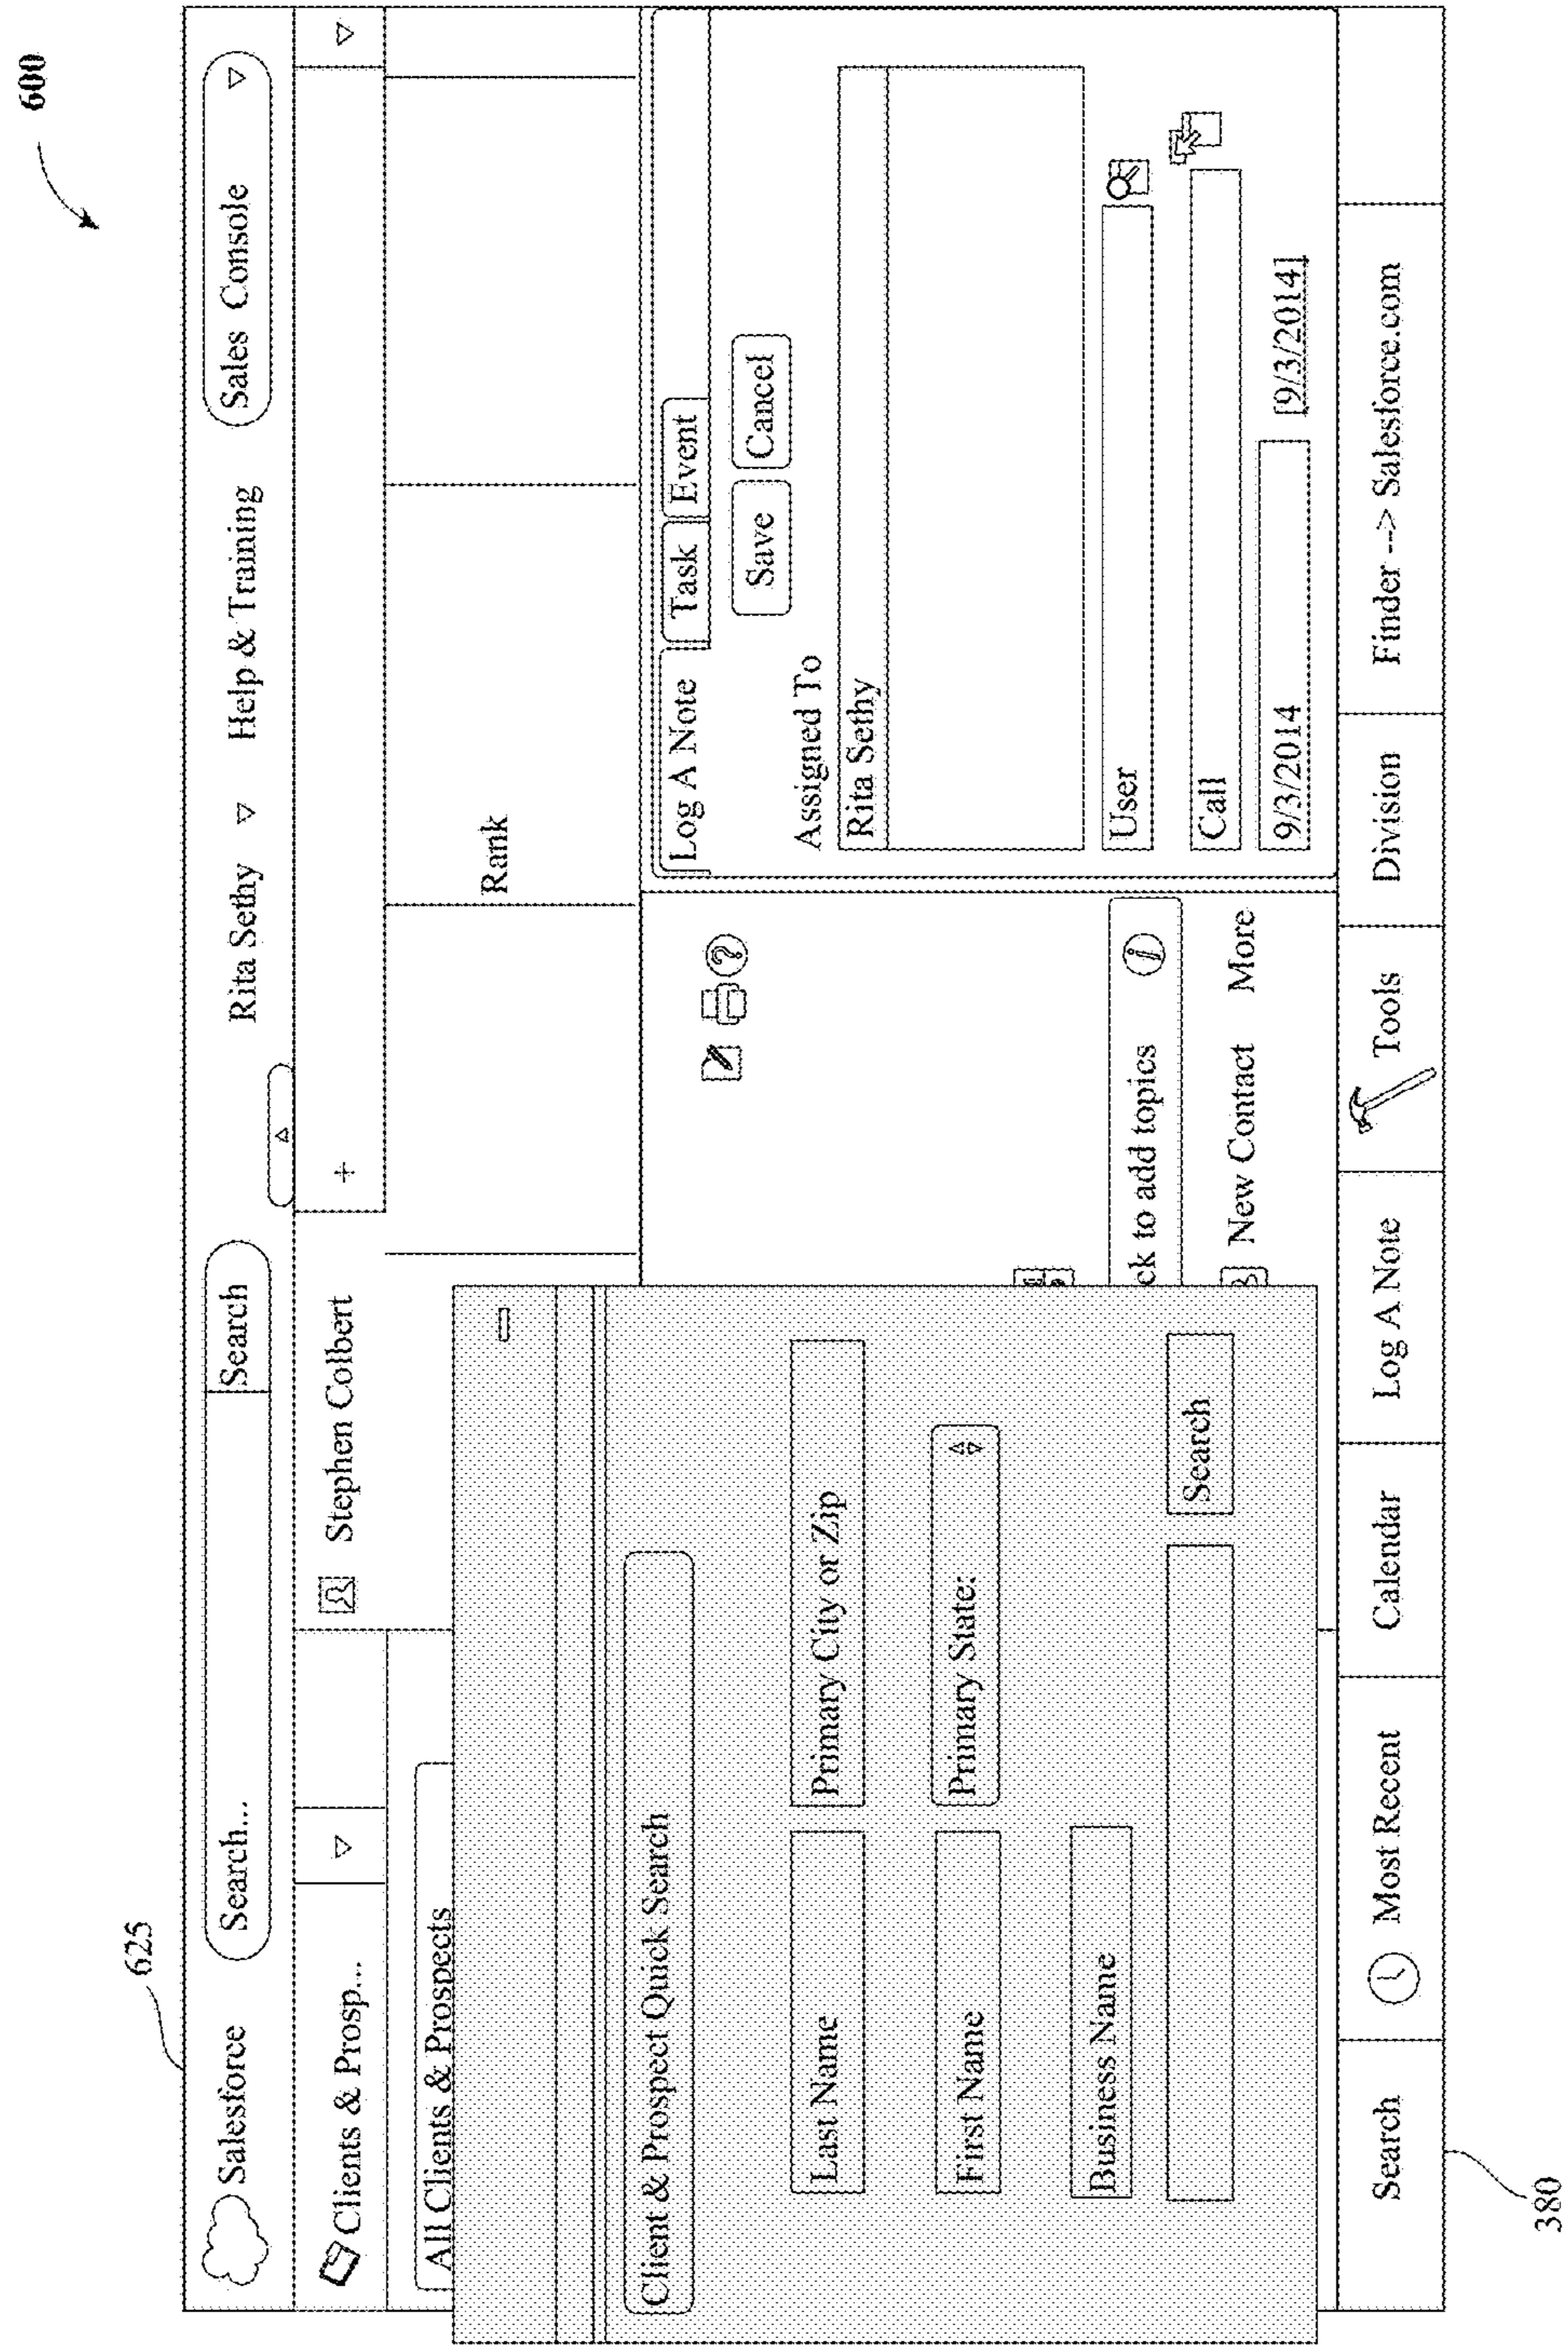 600
625
Salesforce
Search...
Search
Rita Sethy
Help & Training
Sales Console
Clients & Prosp...
Stephen Colbert
+
All Clients & Prospects
Rank
Client & Prospect Quick Search
Last Name
Primary City or Zip
First Name
Primary State:
Business Name
Search
ck to add topics
i
New Contact
More
?
Log A Note
Task
Event
Save
Cancel
Assigned To
Rita Sethy
User
Call
9/3/2014
[9/3/2014]
Search
Most Recent
Calendar
Log A Note
Tools
Division
Finder --> Salesforce.com
380